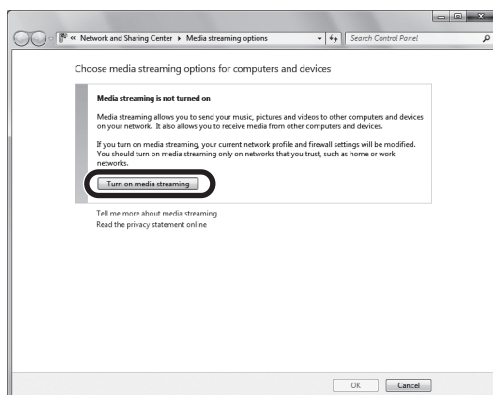 « Network and Sharing Center ▸ Media streaming options
Search Control Panel
Choose media streaming options for computers and devices
Media streaming is not turned on
Media streaming allows you to send your music, pictures and videos to other computers and devices
on your network. It also allows you to receive media from other computers and devices.
If you turn on media streaming, your current network profile and firewall settings will be modified.
You should turn on media streaming only on networks that you trust, such as home or work
networks.
Turn on media streaming
Tell me more about media streaming
Read the privacy statement online
OK
Cancel